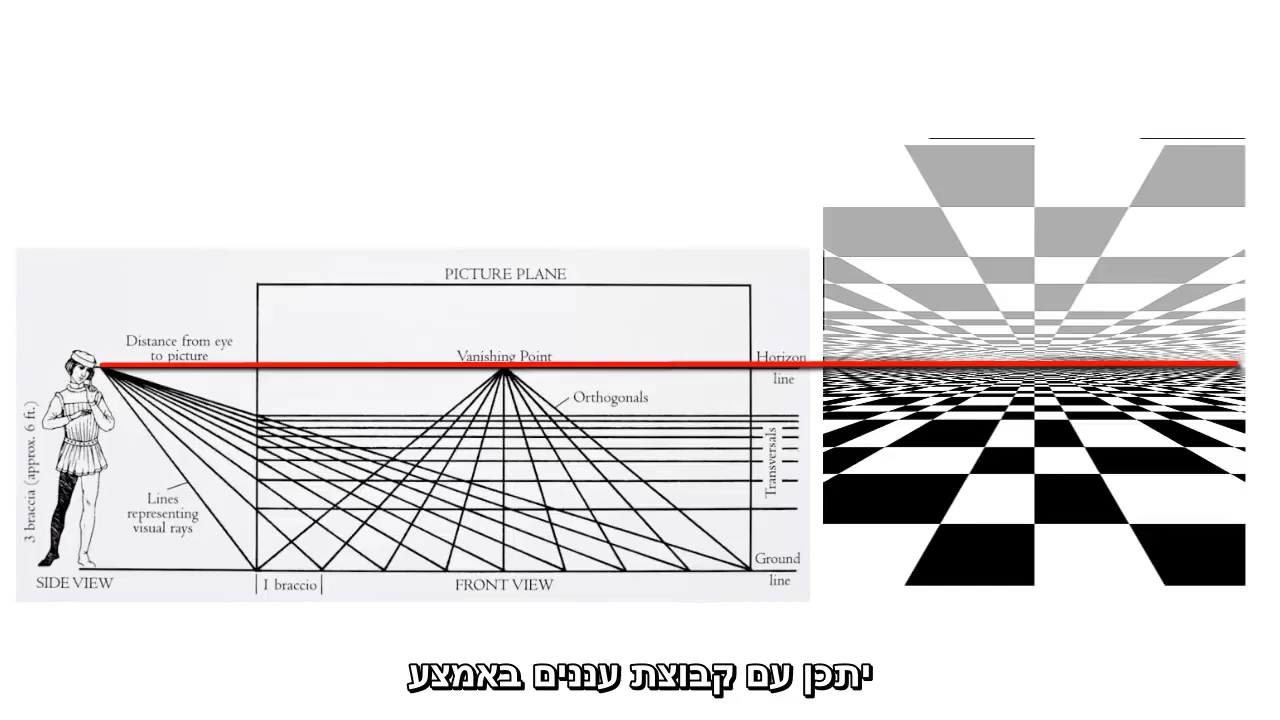 PICTURE PLANE
Distance from eye
to picture
Vanishing Point
Horizon
line
Orthogonals
Transversals
3 braccia (approx. 6 ft.)
Lines
representing
visual rays
Ground
line
SIDE VIEW
I braccio
FRONT VIEW
יתכן עם קבוצת עננים באמצע